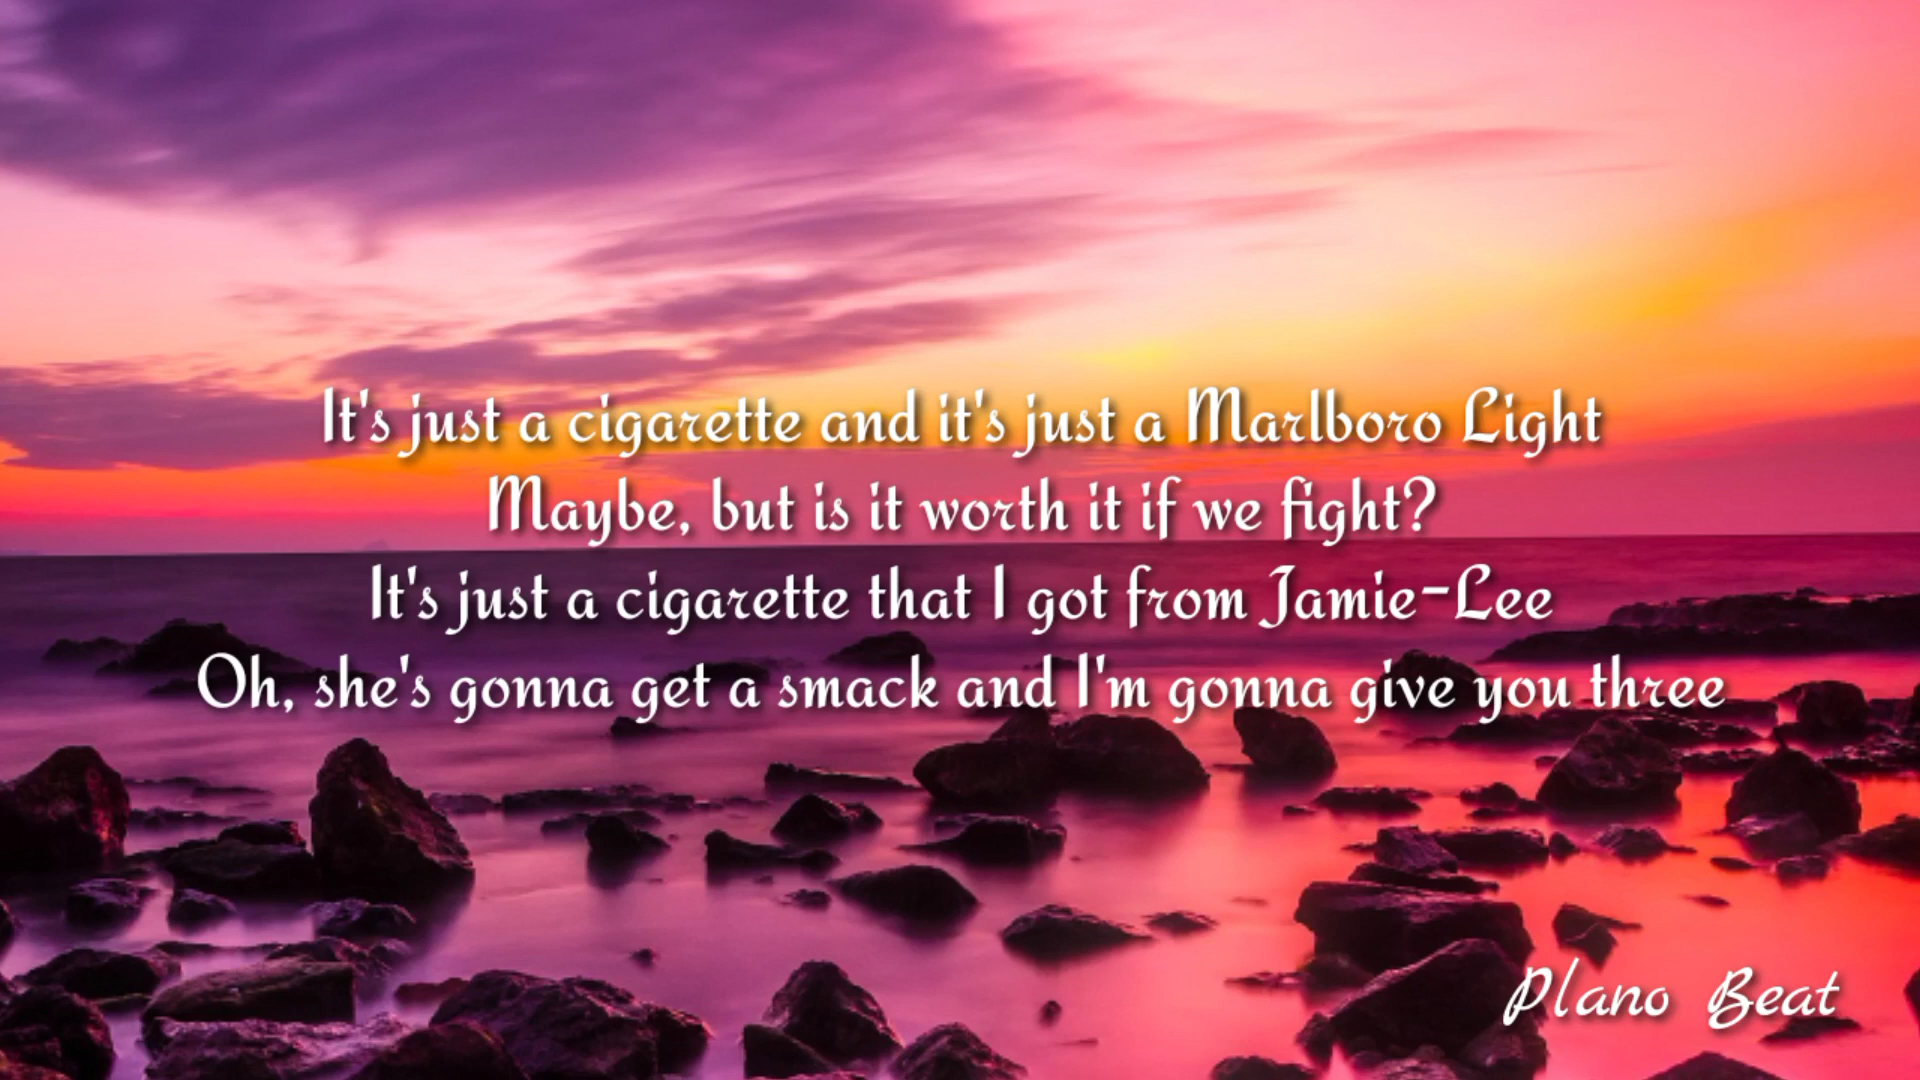 It's just a cigarette and it's just a Marlboro Light
Maybe, but is it worth it if we fight?
It's just a cigarette that I got from Jamie-Lee
Oh, she's gonna get a smack and I'm gonna give you three
Plano Beat